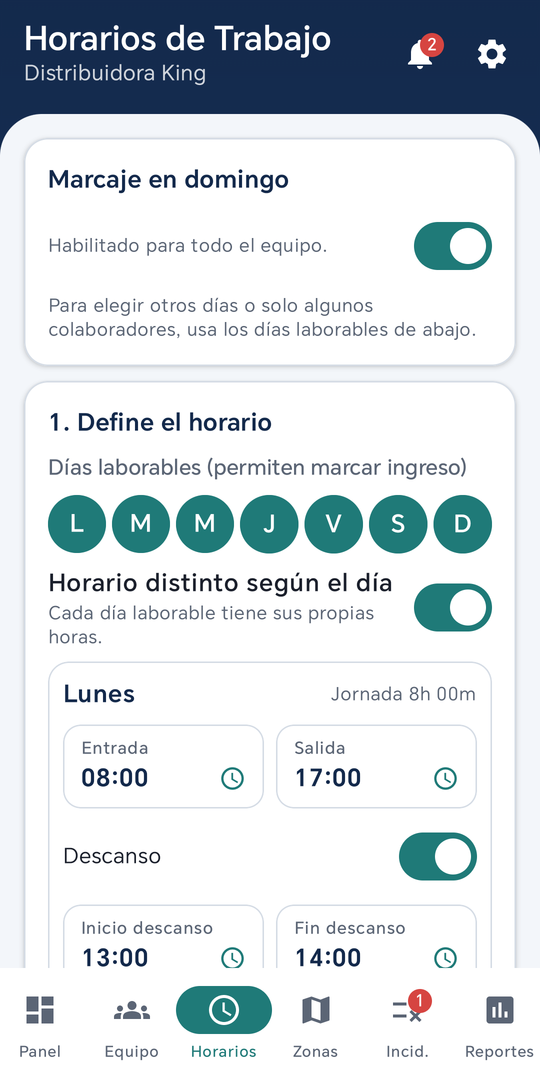 Horarios de Trabajo
Distribuidora King
2
Marcaje en domingo
Habilitado para todo el equipo.
Para elegir otros días o solo algunos
colaboradores, usa los días laborables de abajo.
1. Define el horario
Días laborables (permiten marcar ingreso)
L M M J V S D
Horario distinto según el día
Cada día laborable tiene sus propias
horas.
Lunes Jornada 8h 00m
Entrada Salida
08:00 17:00
Descanso
Inicio descanso Fin descanso
13:00 14:00
1
Panel Equipo Horarios Zonas Incid. Reportes